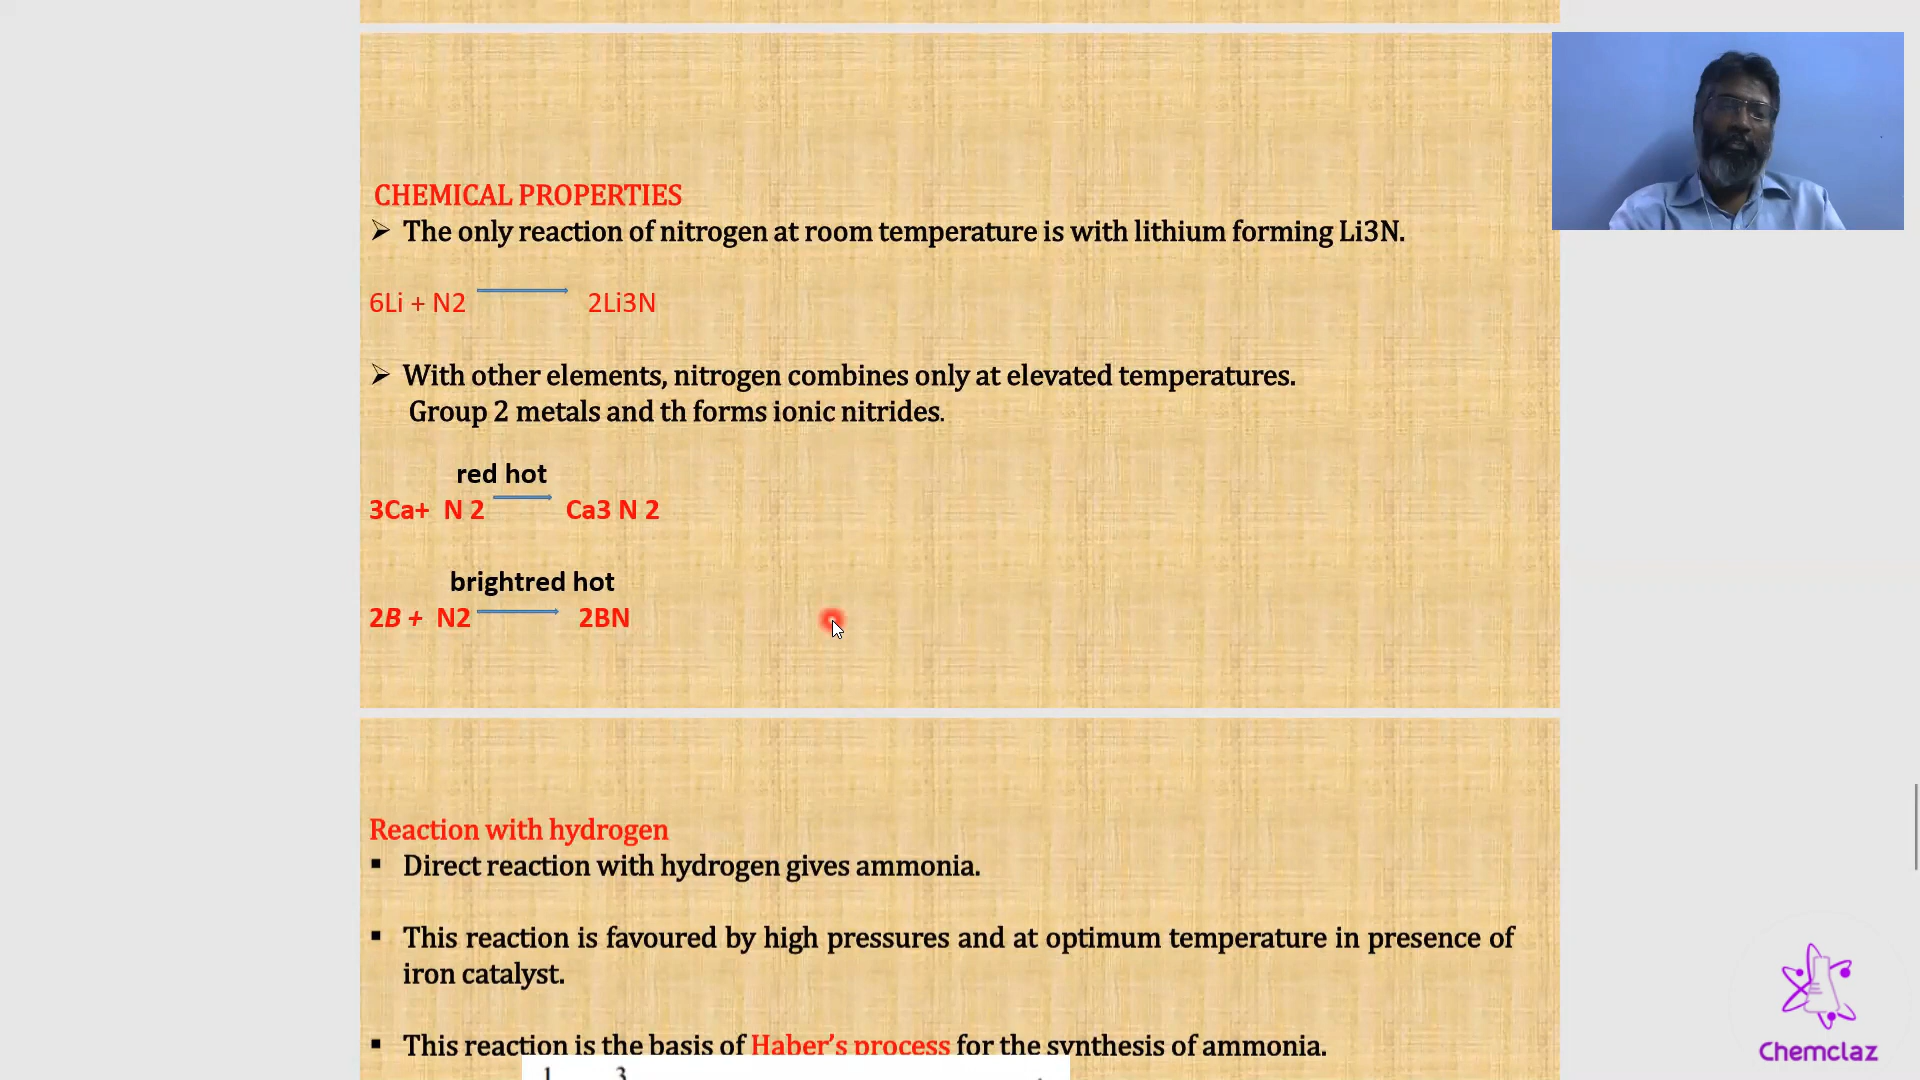 CHEMICAL PROPERTIES
➢ The only reaction of nitrogen at room temperature is with lithium forming Li3N.
6Li + N2 ⟶ 2Li3N
➢ With other elements, nitrogen combines only at elevated temperatures.
Group 2 metals and th forms ionic nitrides.
red hot
3Ca+ N 2 ⟶ Ca3 N 2
brightred hot
2B + N2 ⟶ 2BN
Reaction with hydrogen
▪ Direct reaction with hydrogen gives ammonia.
▪ This reaction is favoured by high pressures and at optimum temperature in presence of
iron catalyst.
▪ This reaction is the basis of Haber’s process for the synthesis of ammonia.
1 3
Chemclaz